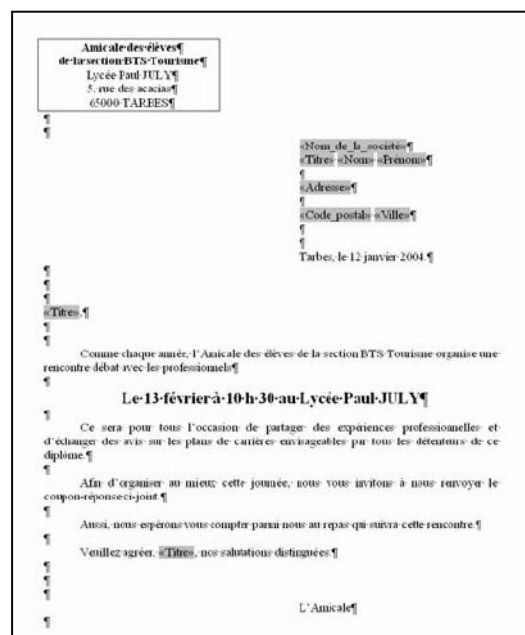 Amicale·des·élèves¶
de·la·section·BTS·Tourisme¶
Lycée·Paul·JULY¶
5,·rue·des·acacias¶
65000·TARBES¶
¶
¶
«Nom_de_la_société»¶
«Titre»·«Nom»·«Prénom»¶
¶
«Adresse»¶
¶
«Code_postal»·«Ville»¶
¶
¶
Tarbes,·le·12·janvier·2004.¶
¶
¶
¶
«Titre»,¶
¶
¶
Comme·chaque·année,·l'Amicale·des·élèves·de·la·section·BTS·Tourisme·organise·une·
rencontre·débat·avec·les·professionnels¶
¶
Le·13·février·à·10·h·30·au·Lycée·Paul·JULY¶
¶
Ce·sera·pour·tous·l'occasion·de·partager·des·expériences·professionnelles·et·
d'échanger·des·avis·sur·les·plans·de·carrières·envisageables·par·tous·les·détenteurs·de·ce·
diplôme.¶
¶
Afin·d'organiser·au·mieux·cette·journée,·nous·vous·invitons·à·nous·renvoyer·le·
coupon-réponse·ci-joint.¶
¶
Aussi,·nous·espérons·vous·compter·parmi·nous·au·repas·qui·suivra·cette·rencontre.¶
¶
Veuillez·agréer,·«Titre»,·nos·salutations·distinguées.¶
¶
¶
¶
L'Amicale¶
¶